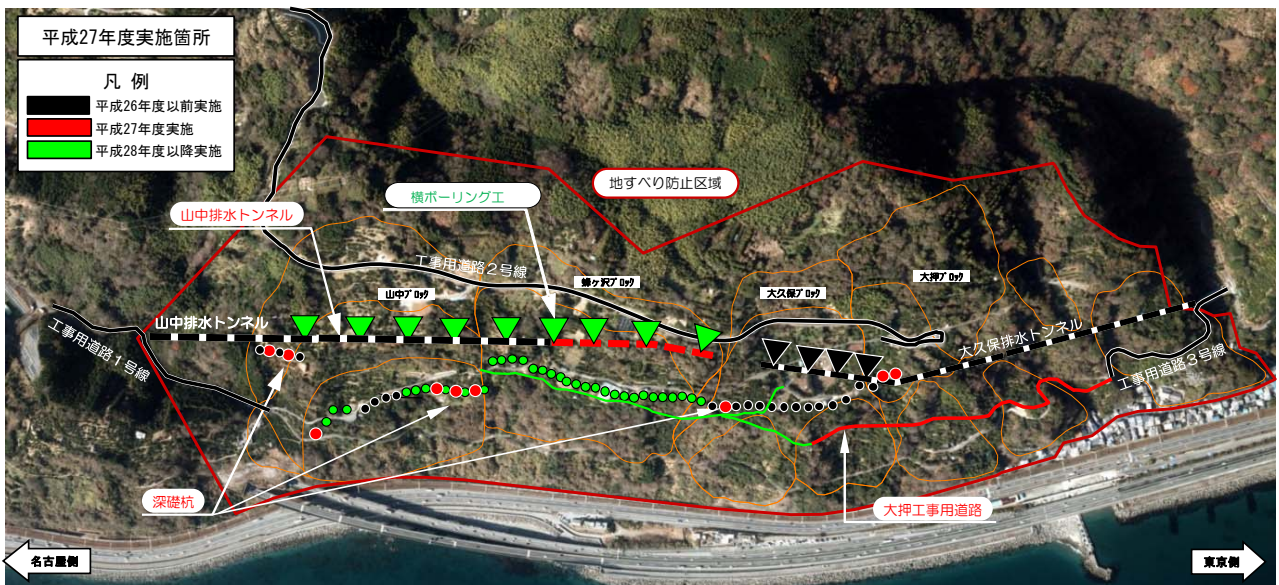 平成27年度実施箇所
凡 例
平成26年度以前実施
平成27年度実施
平成28年度以降実施
地すべり防止区域
横ボーリング工
山中排水トンネル
工事用道路２号線
大押ブロック
山中ブロック
蜂ヶ沢ブロック
大久保ブロック
山中排水トンネル
工事用道路１号線
大久保排水トンネル
工事用道路３号線
深礎杭
大押工事用道路
名古屋側
東京側